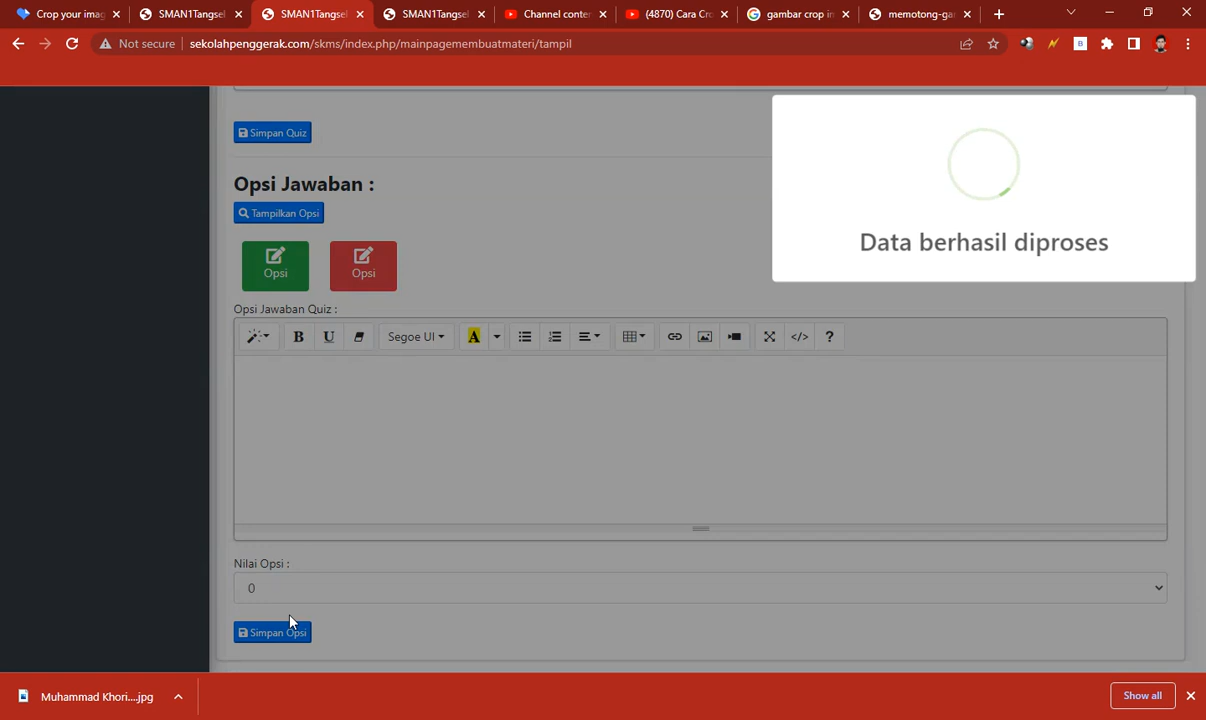 Crop your imag
SMAN1Tangsel
SMAN1Tangsel
SMAN1Tangsel
Channel conten
(4870) Cara Cro
gambar crop in
memotong-ga
Not secure
sekolahpenggerak.com/skms/index.php/mainpagemembuatmateri/tampil
Simpan Quiz
Data berhasil diproses
Opsi Jawaban :
Tampilkan Opsi
Opsi
Opsi
Opsi Jawaban Quiz :
B U Segoe UI A </> ?
Nilai Opsi :
0
Simpan Opsi
Muhammad Khori....jpg
Show all